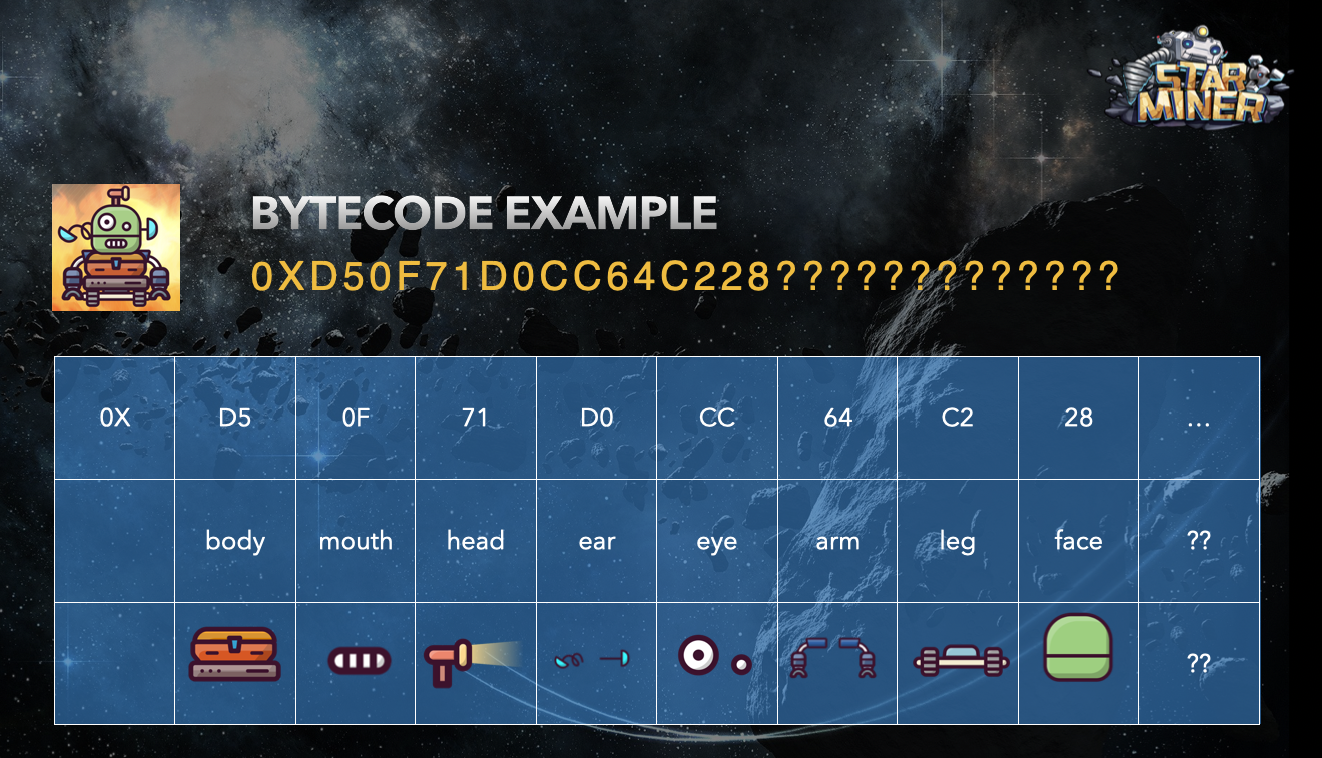 STAR
MINER
BYTECODE EXAMPLE
0XD50F71D0CC64C228?????????????
0X D5 0F 71 D0 CC 64 C2 28 ...
body mouth head ear eye arm leg face ??
??